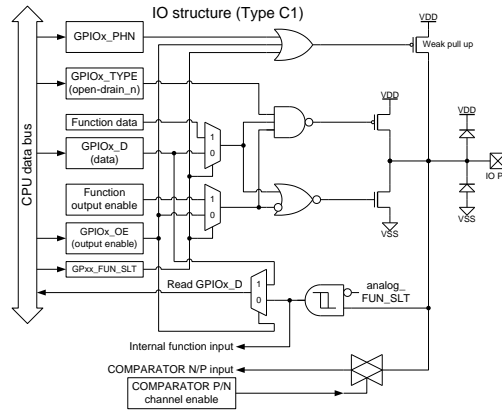 IO structure (Type C1)
CPU data bus
GPIOx_PHN
GPIOx_TYPE
(open-drain_n)
Function data
GPIOx_D
(data)
Function
output enable
GPIOx_OE
(output enable)
GPxx_FUN_SLT
1
0
1
0
VDD
Weak pull up
VDD
VSS
VDD
VSS
IO P
Read GPIOx_D
1
0
analog_
FUN_SLT
Internal function input
COMPARATOR N/P input
COMPARATOR P/N
channel enable